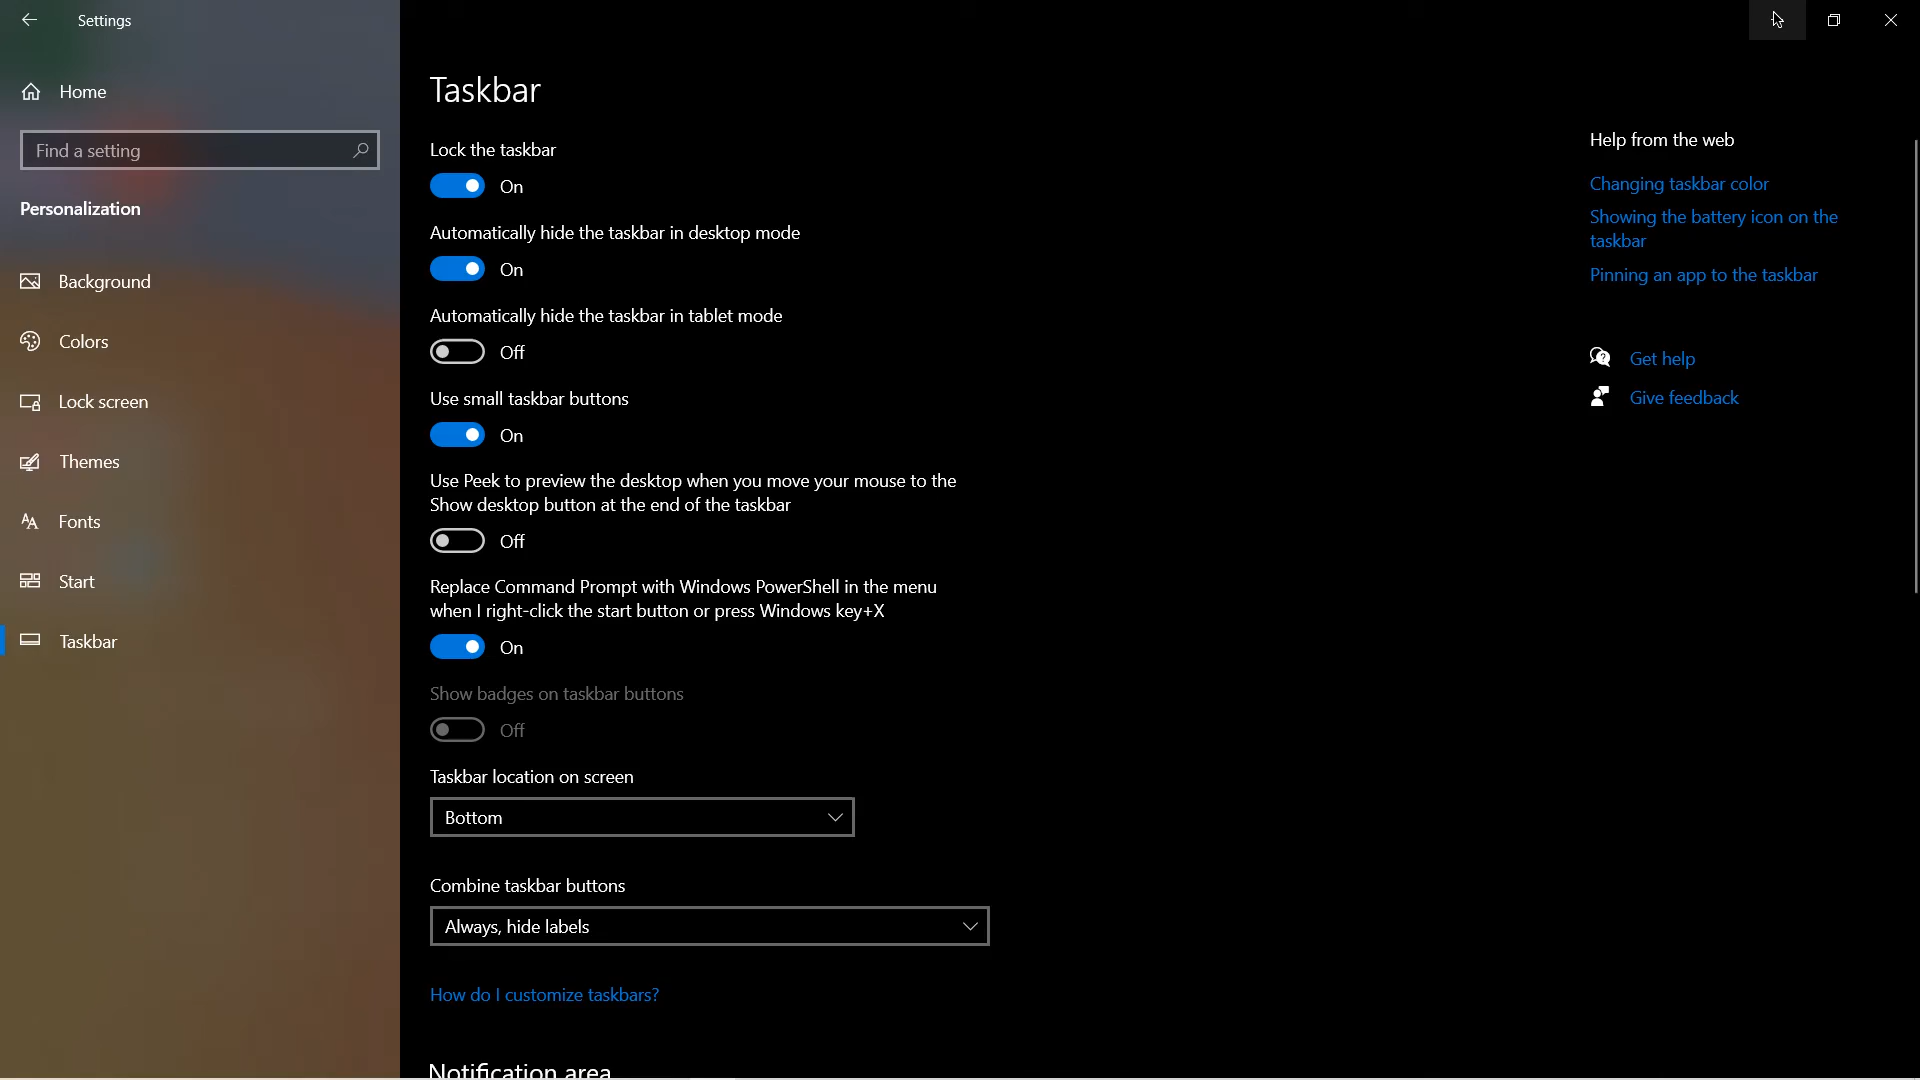 Settings
Home
Find a setting
Personalization
Background
Colors
Lock screen
Themes
Fonts
Start
Taskbar
Taskbar
Lock the taskbar
On
Automatically hide the taskbar in desktop mode
On
Automatically hide the taskbar in tablet mode
Off
Use small taskbar buttons
On
Use Peek to preview the desktop when you move your mouse to the
Show desktop button at the end of the taskbar
Off
Replace Command Prompt with Windows PowerShell in the menu
when I right-click the start button or press Windows key+X
On
Show badges on taskbar buttons
Off
Taskbar location on screen
Bottom
Combine taskbar buttons
Always, hide labels
How do I customize taskbars?
Notification area
Help from the web
Changing taskbar color
Showing the battery icon on the
taskbar
Pinning an app to the taskbar
Get help
Give feedback